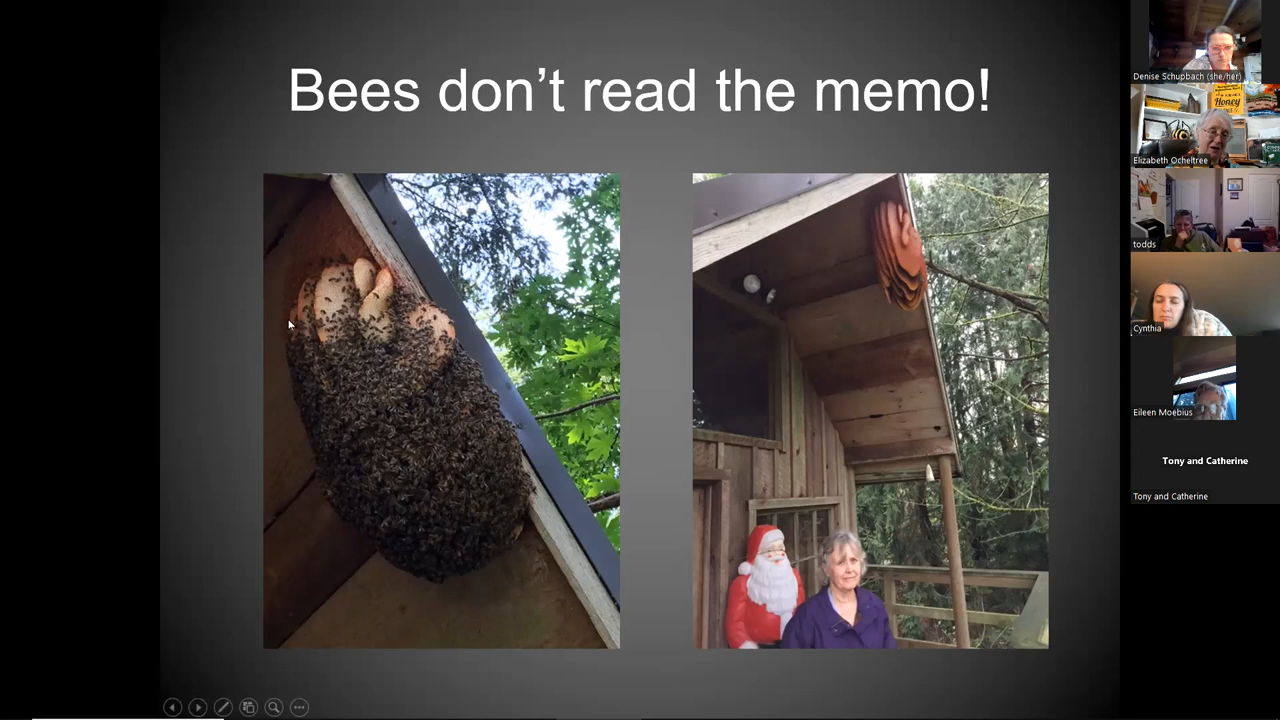 Bees don’t read the memo!
Denise Schupbach (she/her)
Honey
Elizabeth Ocheltree
todds
Cynthia
Eileen Moebius
Tony and Catherine
Tony and Catherine